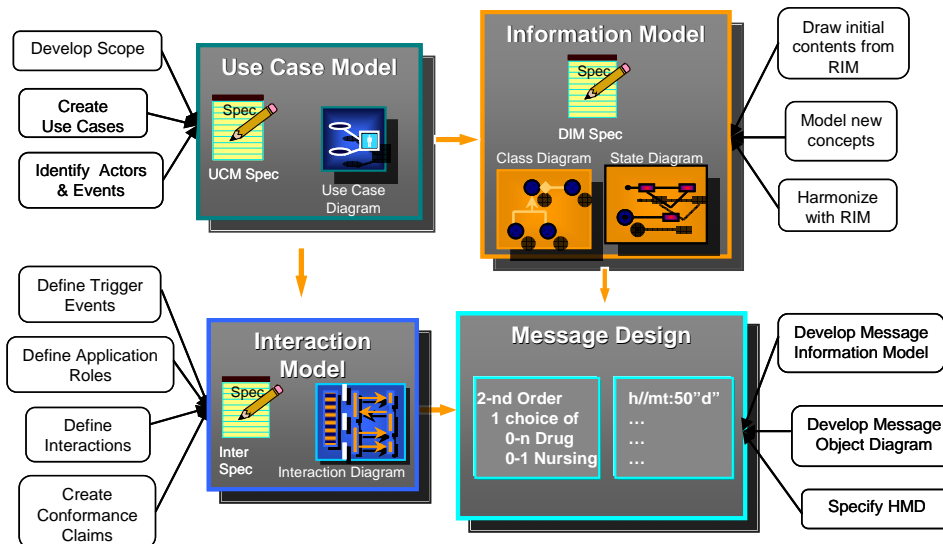 Develop Scope
Create
Use Cases
Identify Actors
& Events
Use Case Model
Spec
UCM Spec
Use Case
Diagram
Information Model
Spec
DIM Spec
Class Diagram
State Diagram
Draw initial
contents from
RIM
Model new
concepts
Harmonize
with RIM
Define Trigger
Events
Define Application
Roles
Define
Interactions
Create
Conformance
Claims
Interaction
Model
Spec
Inter
Spec
Interaction Diagram
Message Design
2-nd Order
1 choice of
0-n Drug
0-1 Nursing
h//mt:50”d”
…
…
…
Develop Message
Information Model
Develop Message
Object Diagram
Specify HMD